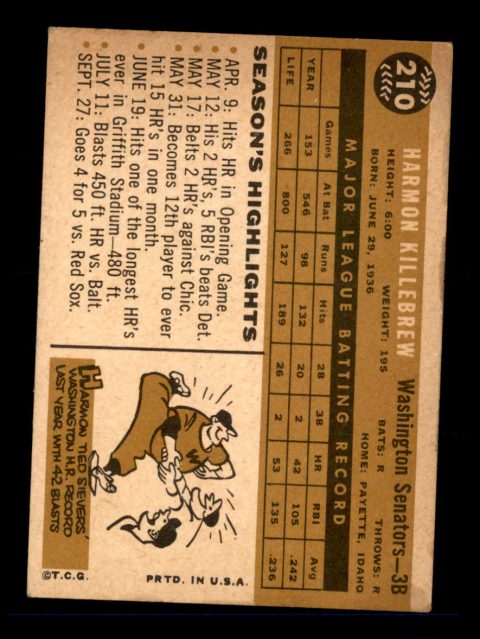 210
HARMON KILLEBREW Washington Senators—3B
HEIGHT: 6:00 WEIGHT: 195 BATS: R THROWS: R
BORN: JUNE 29, 1936 HOME: PAYETTE, IDAHO
MAJOR LEAGUE BATTING RECORD
Games At Bat Runs Hits 2B 3B HR RBI Avg
YEAR 153 546 98 132 20 2 42 105 .242
LIFE 266 800 127 189 26 2 53 135 .236
SEASON'S HIGHLIGHTS
• APR. 9: Hits HR in Opening Game.
• MAY 12: His 2 HR's, 5 RBI's beats Det.
• MAY 17: Belts 2 HR's against Chic.
• MAY 31: Becomes 12th player to ever
hit 15 HR's in one month.
• JUNE 19: Hits one of the longest HR's
ever in Griffith Stadium—480 ft.
• JULY 11: Blasts 450 ft. HR vs. Balt.
• SEPT. 27: Goes 4 for 5 vs. Red Sox.
W
HARMON TIED SIEVERS'
WASHINGTON H.R. RECORD
LAST YEAR WITH 42 BLASTS
©T.C.G. PRTD. IN U.S.A.